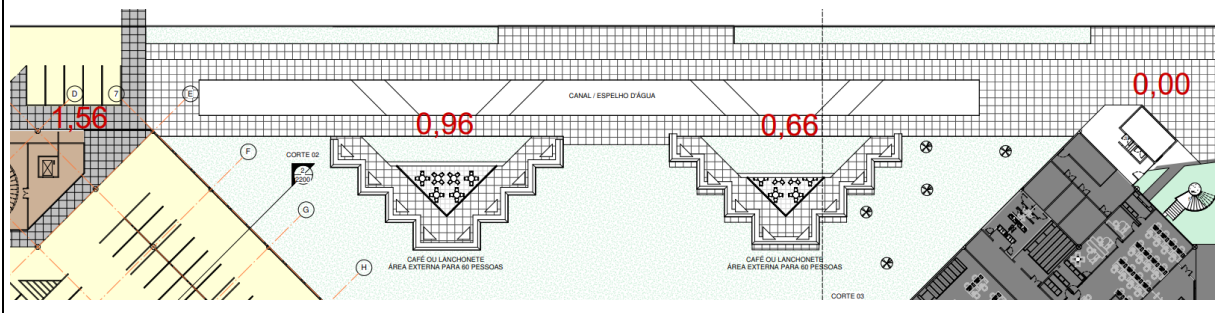 D
7
E
1,56
CANAL / ESPELHO D'ÁGUA
0,96
0,66
0,00
F
CORTE 02
2
2200
G
H
CAFÉ OU LANCHONETE
ÁREA EXTERNA PARA 60 PESSOAS
CAFÉ OU LANCHONETE
ÁREA EXTERNA PARA 60 PESSOAS
CORTE 03